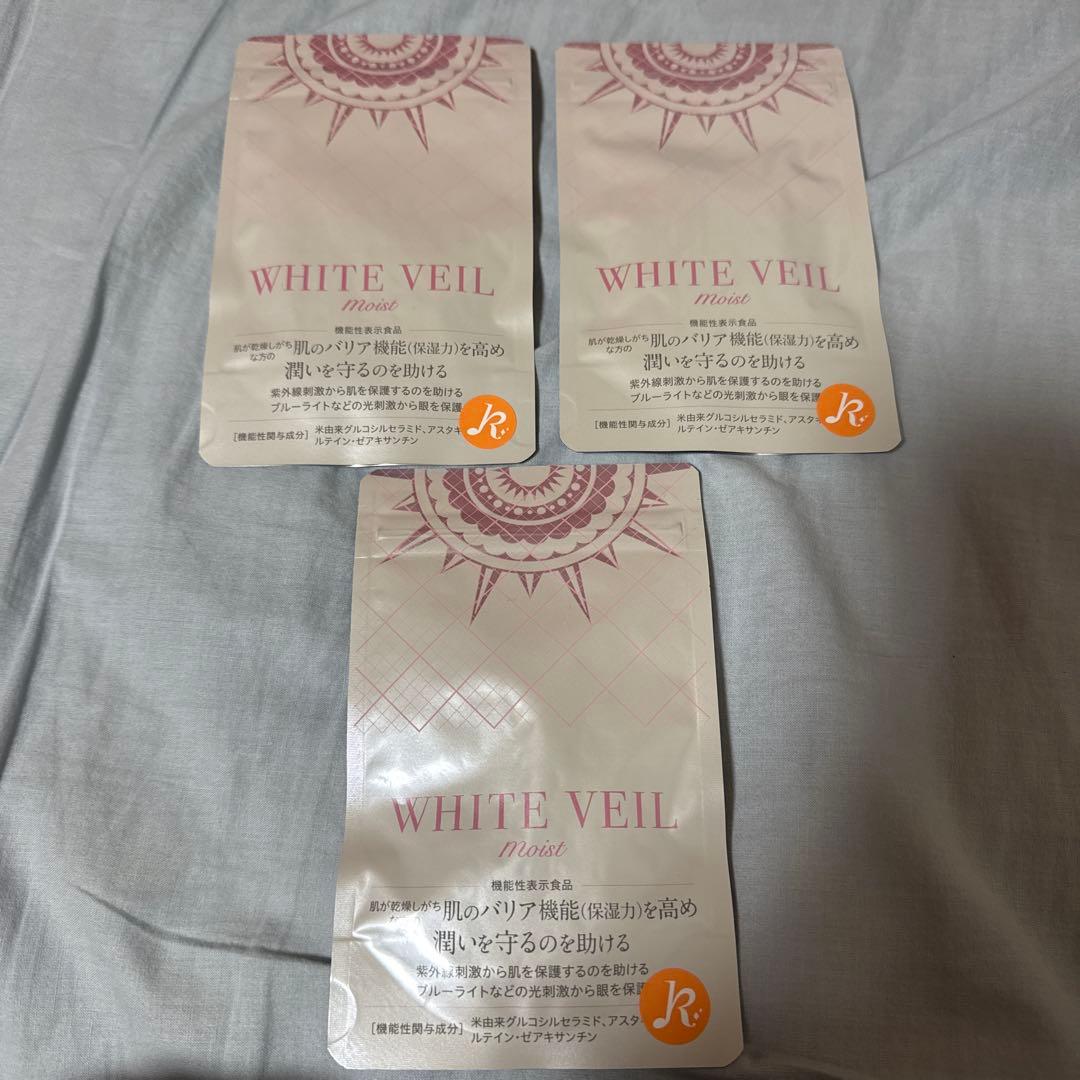 WHITE VEIL
moist
機能性表示食品
肌が乾燥しがちな方の 肌のバリア機能(保湿力)を高め
潤いを守るのを助ける
紫外線刺激から肌を保護するのを助ける
ブルーライトなどの光刺激から眼を保護
[機能性関与成分] 米由来グルコシルセラミド、アスタキ
ルテイン・ゼアキサンチン
WHITE VEIL
moist
機能性表示食品
肌が乾燥しがちな方の 肌のバリア機能(保湿力)を高め
潤いを守るのを助ける
紫外線刺激から肌を保護するのを助ける
ブルーライトなどの光刺激から眼を保護
[機能性関与成分] 米由来グルコシルセラミド、アスタキ
ルテイン・ゼアキサンチン
WHITE VEIL
moist
機能性表示食品
肌が乾燥しがちな 肌のバリア機能(保湿力)を高め
潤いを守るのを助ける
紫外線刺激から肌を保護するのを助ける
ブルーライトなどの光刺激から眼を保護
[機能性関与成分] 米由来グルコシルセラミド、アスタキ
ルテイン・ゼアキサンチン